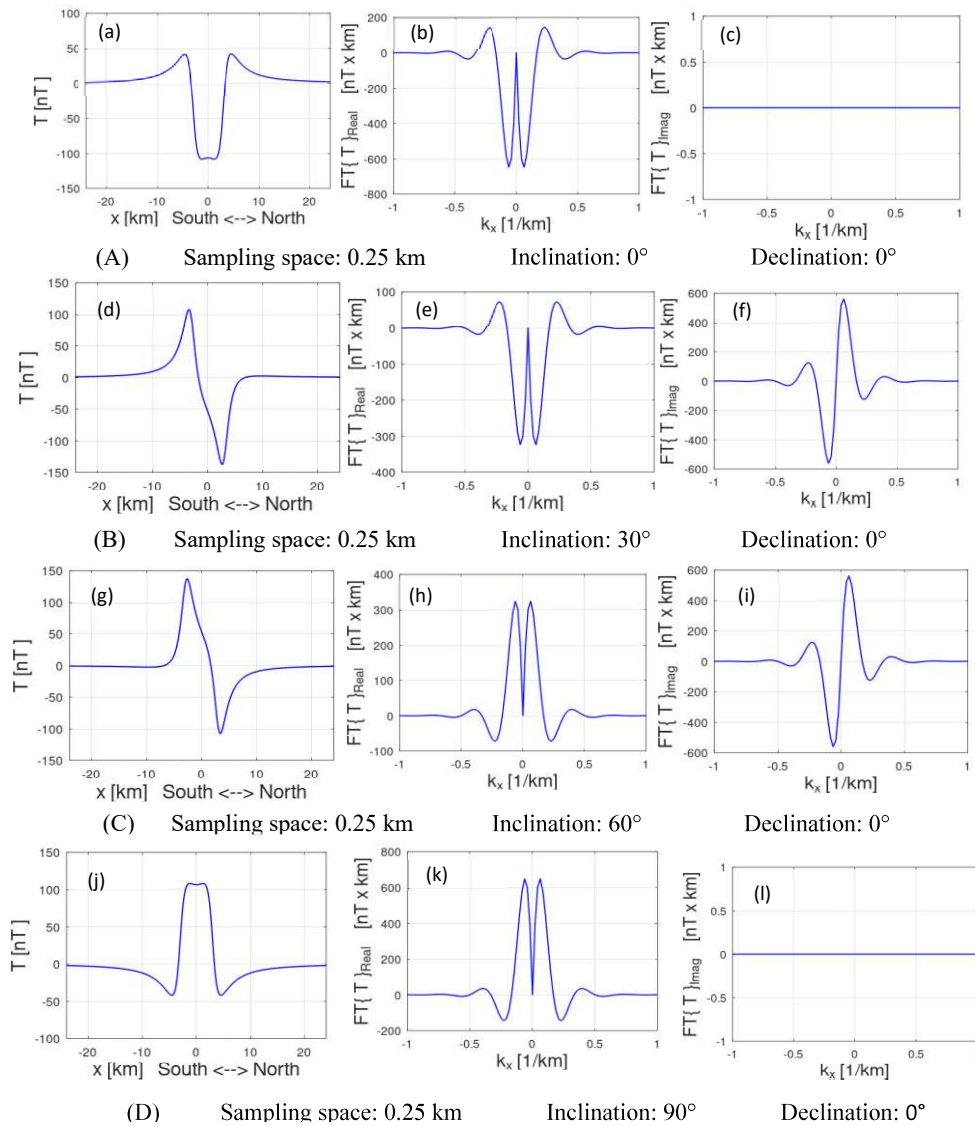 (a)
150
100
50
0
-50
-100
-150
T [nT ]
-20 -10 0 10 20
x [km] South <--> North
(b)
200
0
-200
-400
-600
-800
FT{ T }Real [nT x km]
-1 -0.5 0 0.5 1
kx [1/km]
(c)
1
0.5
0
-0.5
-1
FT{ T }Imag [nT x km]
-1 -0.5 0 0.5 1
kx [1/km]
(A) Sampling space: 0.25 km Inclination: 0° Declination: 0°
(d)
150
100
50
0
-50
-100
-150
T [nT ]
-20 -10 0 10 20
x [km] South <--> North
(e)
100
0
-100
-200
-300
-400
FT{ T }Real [nT x km]
-1 -0.5 0 0.5 1
kx [1/km]
(f)
600
400
200
0
-200
-400
-600
FT{ T }Imag [nT x km]
-1 -0.5 0 0.5 1
kx [1/km]
(B) Sampling space: 0.25 km Inclination: 30° Declination: 0°
(g)
150
100
50
0
-50
-100
-150
T [nT ]
-20 -10 0 10 20
x [km] South <--> North
(h)
400
300
200
100
0
-100
FT{ T }Real [nT x km]
-1 -0.5 0 0.5 1
kx [1/km]
(i)
600
400
200
0
-200
-400
-600
FT{ T }Imag [nT x km]
-1 -0.5 0 0.5 1
kx [1/km]
(C) Sampling space: 0.25 km Inclination: 60° Declination: 0°
(j)
150
100
50
0
-50
-100
T [nT ]
-20 -10 0 10 20
x [km] South <--> North
(k)
800
600
400
200
0
-200
FT{ T }Real [nT x km]
-1 -0.5 0 0.5 1
kx [1/km]
(l)
1
0.5
0
-0.5
-1
FT{ T }Imag [nT x km]
-1 -0.5 0 0.5 1
kx [1/km]
(D) Sampling space: 0.25 km Inclination: 90° Declination: 0°